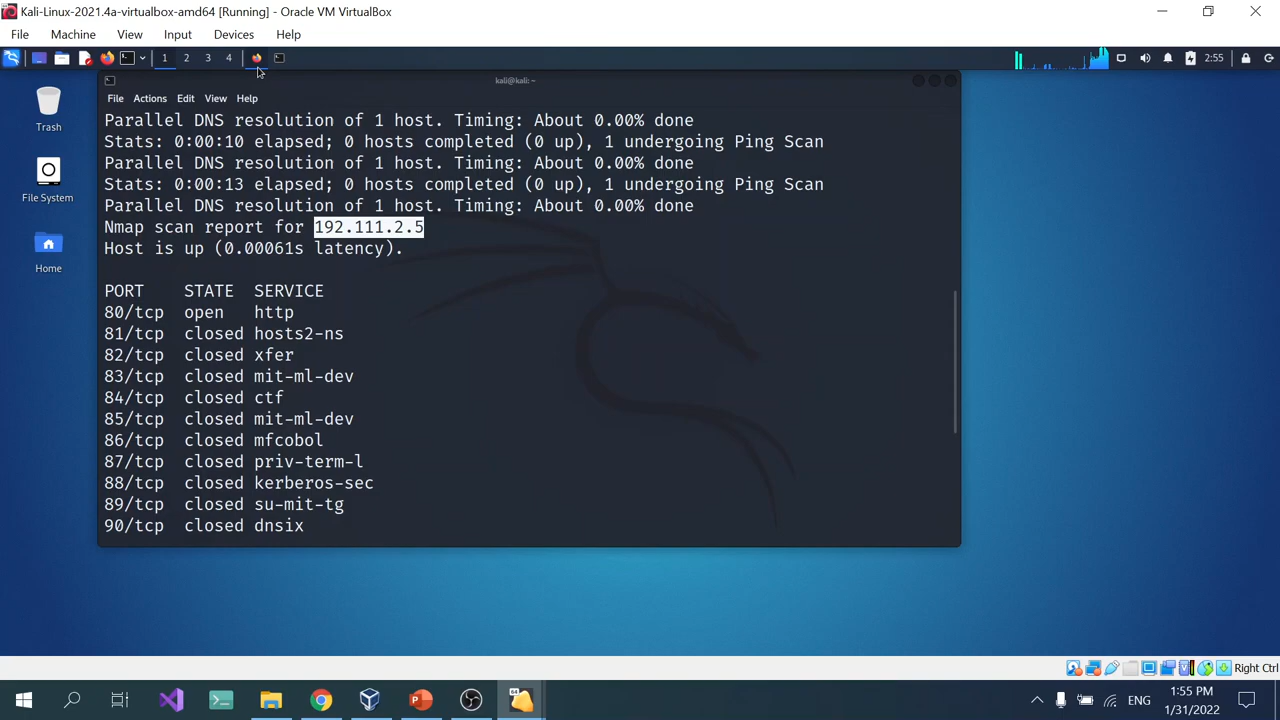 Kali-Linux-2021.4a-virtualbox-amd64 [Running] - Oracle VM VirtualBox
File Machine View Input Devices Help
1 2 3 4 2:55
kali@kali: ~
File Actions Edit View Help
Trash
File System
Home
Parallel DNS resolution of 1 host. Timing: About 0.00% done
Stats: 0:00:10 elapsed; 0 hosts completed (0 up), 1 undergoing Ping Scan
Parallel DNS resolution of 1 host. Timing: About 0.00% done
Stats: 0:00:13 elapsed; 0 hosts completed (0 up), 1 undergoing Ping Scan
Parallel DNS resolution of 1 host. Timing: About 0.00% done
Nmap scan report for 192.111.2.5
Host is up (0.00061s latency).
PORT STATE SERVICE
80/tcp open http
81/tcp closed hosts2-ns
82/tcp closed xfer
83/tcp closed mit-ml-dev
84/tcp closed ctf
85/tcp closed mit-ml-dev
86/tcp closed mfcobol
87/tcp closed priv-term-l
88/tcp closed kerberos-sec
89/tcp closed su-mit-tg
90/tcp closed dnsix
Right Ctrl
64
ENG
1:55 PM
1/31/2022